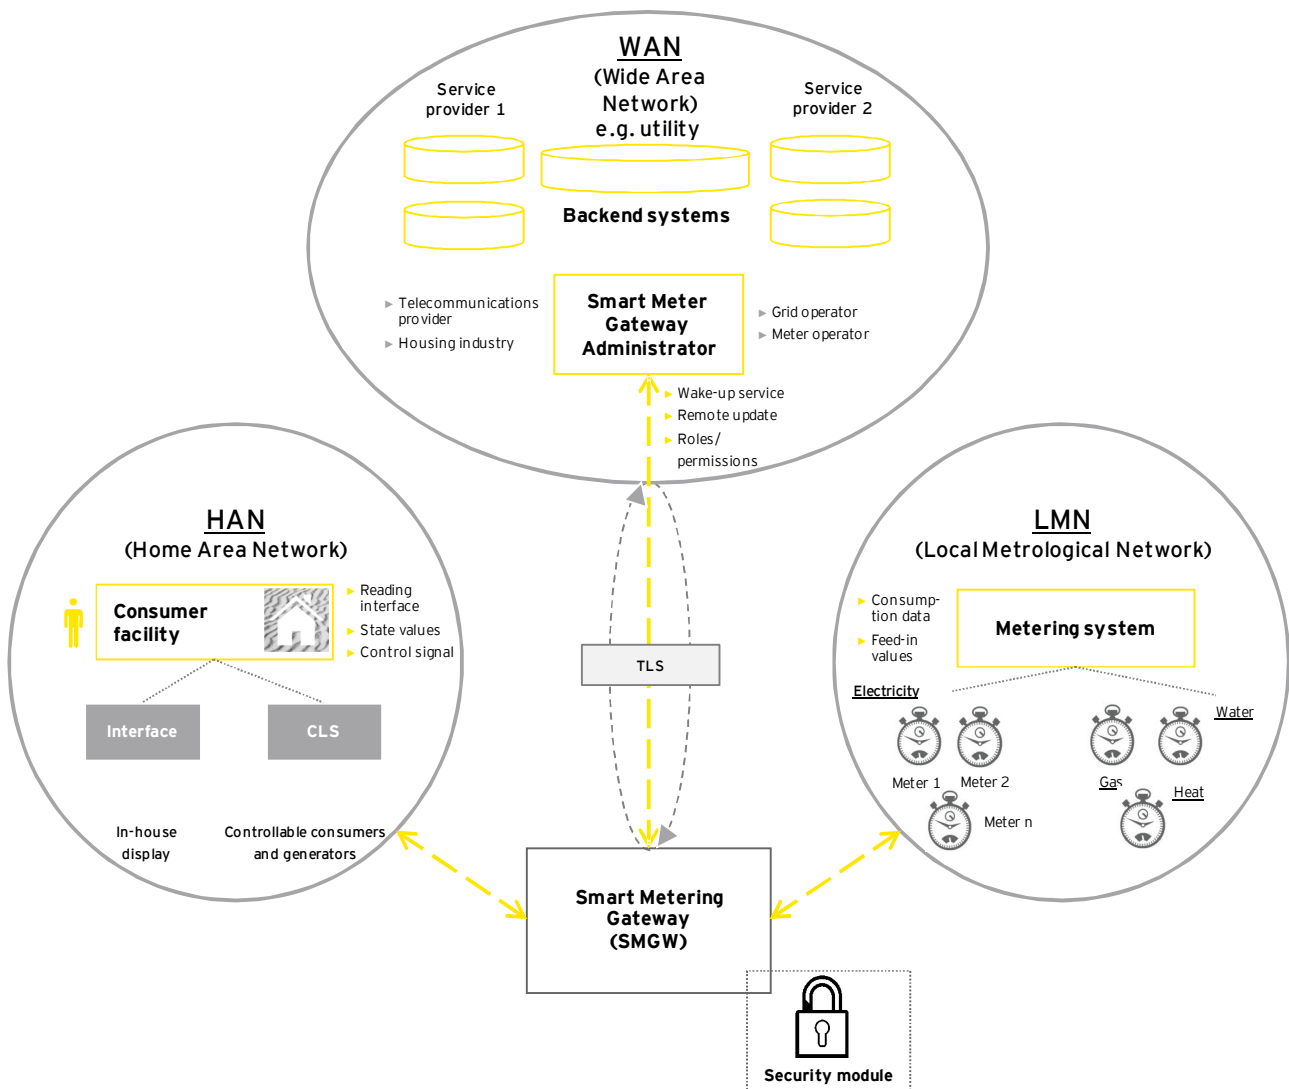 WAN
(Wide Area
Network)
e.g. utility
Service
provider 1
Service
provider 2
Backend systems
► Telecommunications
provider
► Housing industry
Smart Meter
Gateway
Administrator
► Grid operator
► Meter operator
► Wake-up service
► Remote update
► Roles/
permissions
HAN
(Home Area Network)
Consumer
facility
► Reading
interface
► State values
► Control signal
Interface
CLS
In-house
display
Controllable consumers
and generators
TLS
LMN
(Local Metrological Network)
► Consump-
tion data
► Feed-in
values
Metering system
Electricity
Water
Meter 1
Meter 2
Gas
Heat
Meter n
Smart Metering
Gateway
(SMGW)
Security module